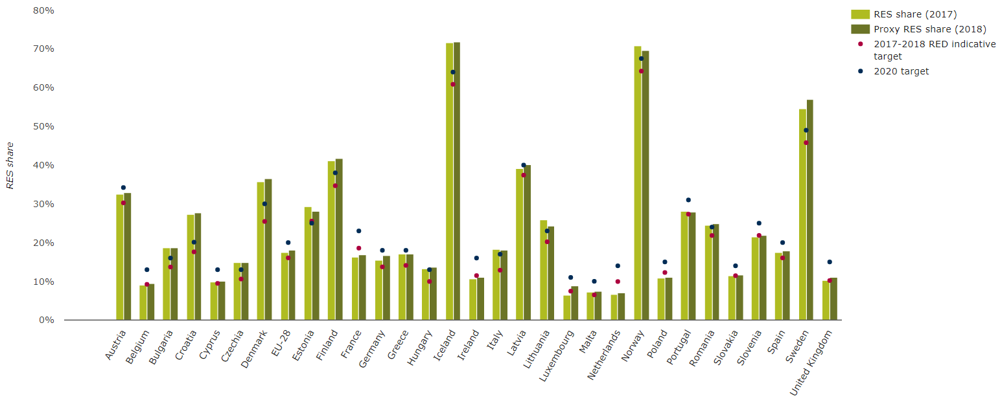 80%
70%
60%
50%
40%
30%
20%
10%
0%
RES share
Austria
Belgium
Bulgaria
Croatia
Cyprus
Czechia
Denmark
EU-28
Estonia
Finland
France
Germany
Greece
Hungary
Iceland
Ireland
Italy
Latvia
Lithuania
Luxembourg
Malta
Netherlands
Norway
Poland
Portugal
Romania
Slovakia
Slovenia
Spain
Sweden
United Kingdom
RES share (2017)
Proxy RES share (2018)
2017-2018 RED indicative
target
2020 target